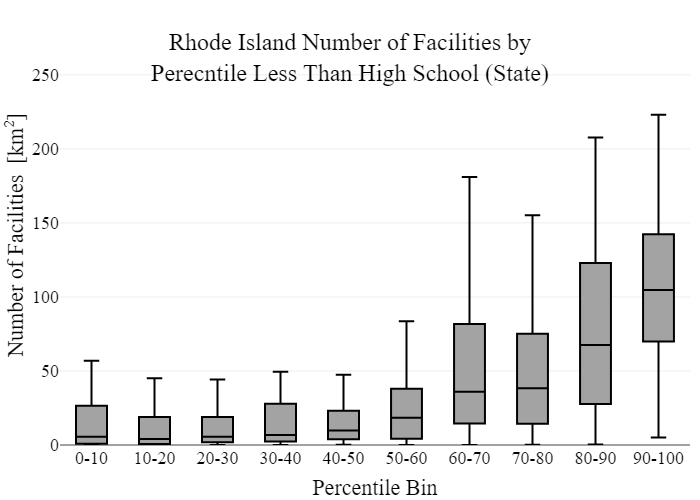 Rhode Island Number of Facilities by
Perecntile Less Than High School (State)
Number of Facilities [km²]
250
200
150
100
50
0
0-10 10-20 20-30 30-40 40-50 50-60 60-70 70-80 80-90 90-100
Percentile Bin